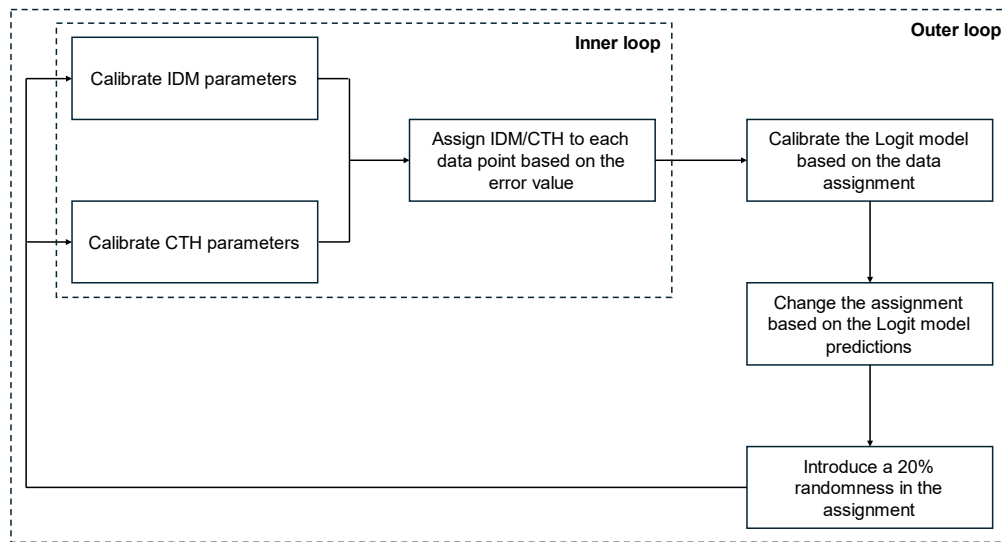 Outer loop
Inner loop
Calibrate IDM parameters
Assign IDM/CTH to each
data point based on the
error value
Calibrate the Logit model
based on the data
assignment
Calibrate CTH parameters
Change the assignment
based on the Logit model
predictions
Introduce a 20%
randomness in the
assignment